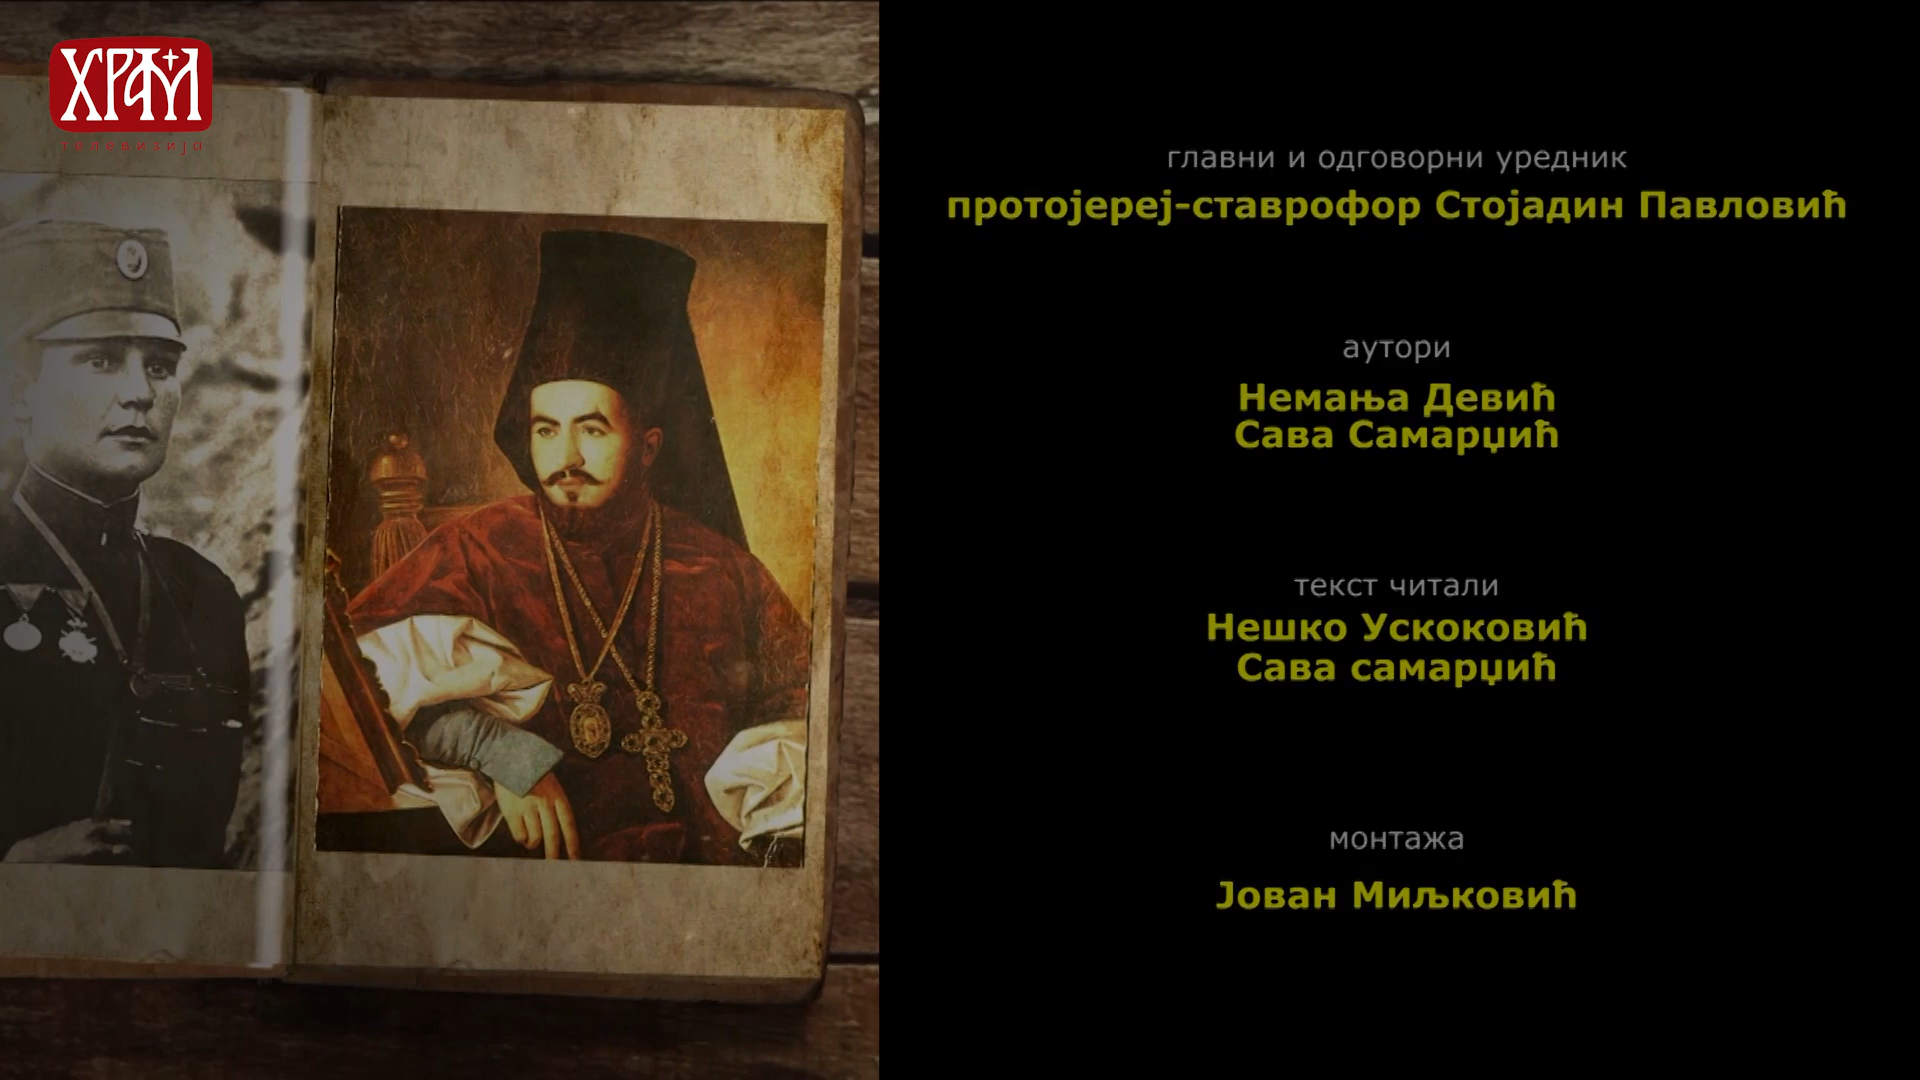 ХРАМ
телевизија
главни и одговорни уредник
протојереј-ставрофор Стојадин Павловић
аутори
Немања Девић
Сава Самарџић
текст читали
Нешко Ускоковић
Сава самарџић
монтажа
Јован Миљковић